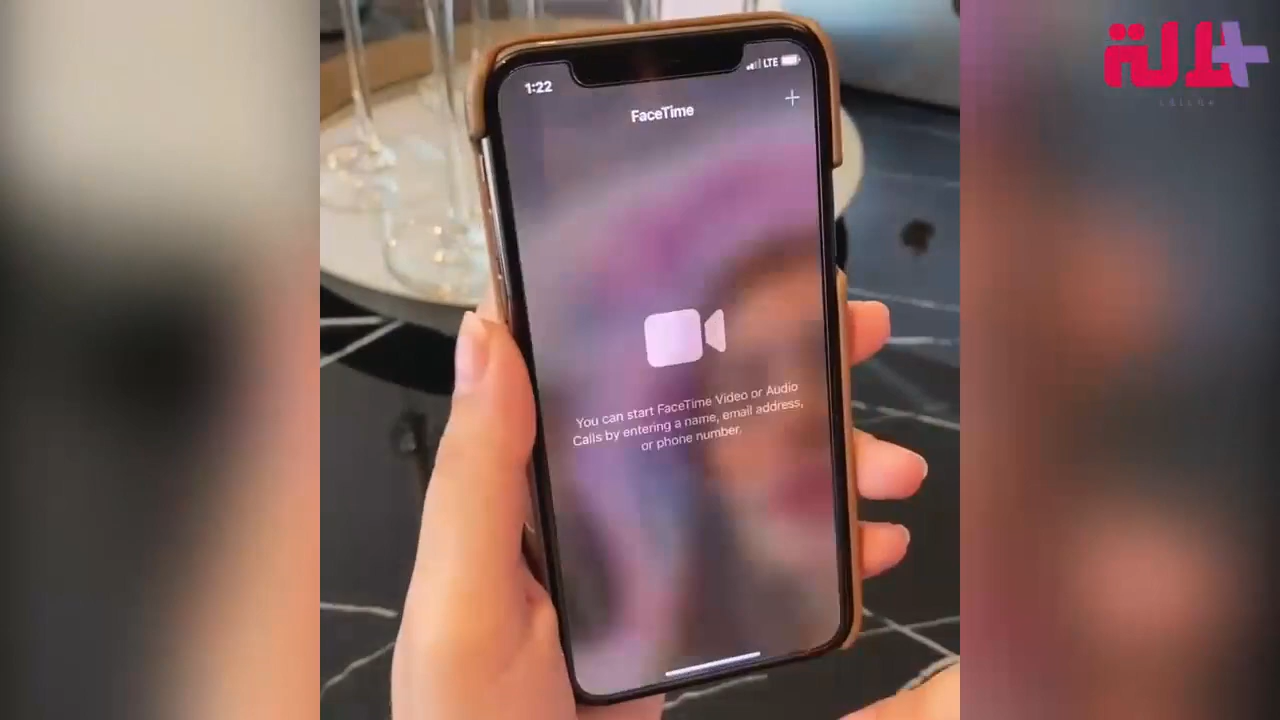 لالة+
1:22
LTE
FaceTime
You can start FaceTime Video or Audio
Calls by entering a name, email address,
or phone number.